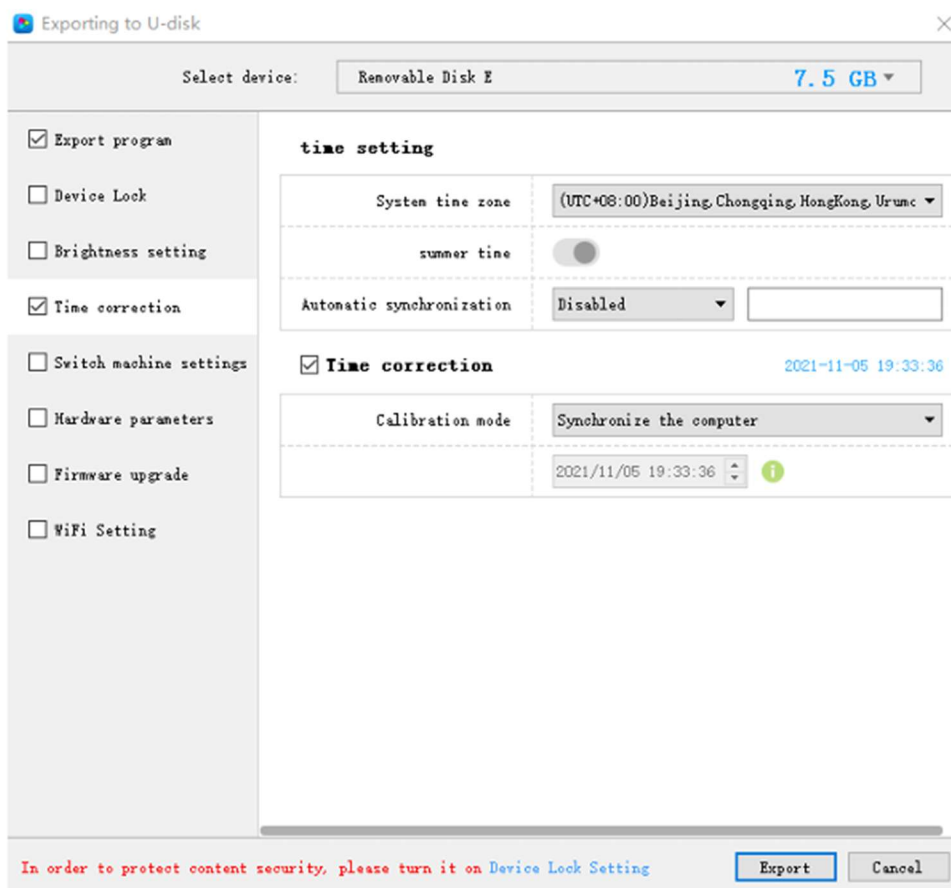 Exporting to U-disk
Select device: Removable Disk E 7.5 GB
Export program
Device Lock
Brightness setting
Time correction
Switch machine settings
Hardware parameters
Firmware upgrade
WiFi Setting
time setting
System time zone (UTC+08:00)Beijing,Chongqing,HongKong,Urumc
summer time
Automatic synchronization Disabled
Time correction 2021-11-05 19:33:36
Calibration mode Synchronize the computer
2021/11/05 19:33:36
In order to protect content security, please turn it on Device Lock Setting Export Cancel